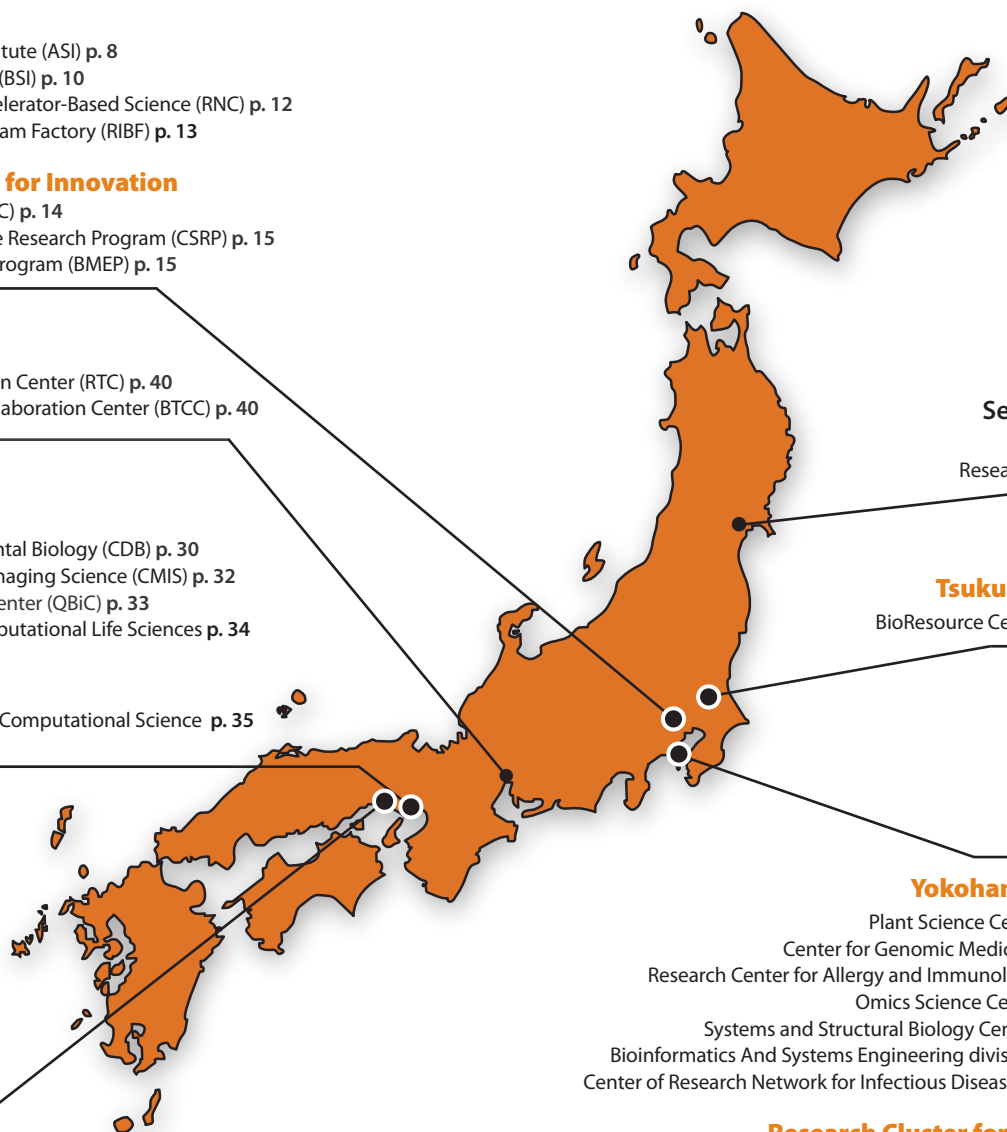 tute (ASI) p. 8
(BSI) p. 10
elerator-Based Science (RNC) p. 12
am Factory (RIBF) p. 13
for Innovation
C) p. 14
e Research Program (CSRP) p. 15
rogram (BMEP) p. 15
n Center (RTC) p. 40
aboration Center (BTCC) p. 40
ntal Biology (CDB) p. 30
maging Science (CMIS) p. 32
enter (QBiC) p. 33
putational Life Sciences p. 34
Computational Science p. 35
Se
Resea
Tsuku
BioResource Ce
Yokohar
Plant Science Ce
Center for Genomic Medic
Research Center for Allergy and Immunol
Omics Science Ce
Systems and Structural Biology Cen
Bioinformatics And Systems Engineering divis
Center of Research Network for Infectious Diseas
Research Cluster for